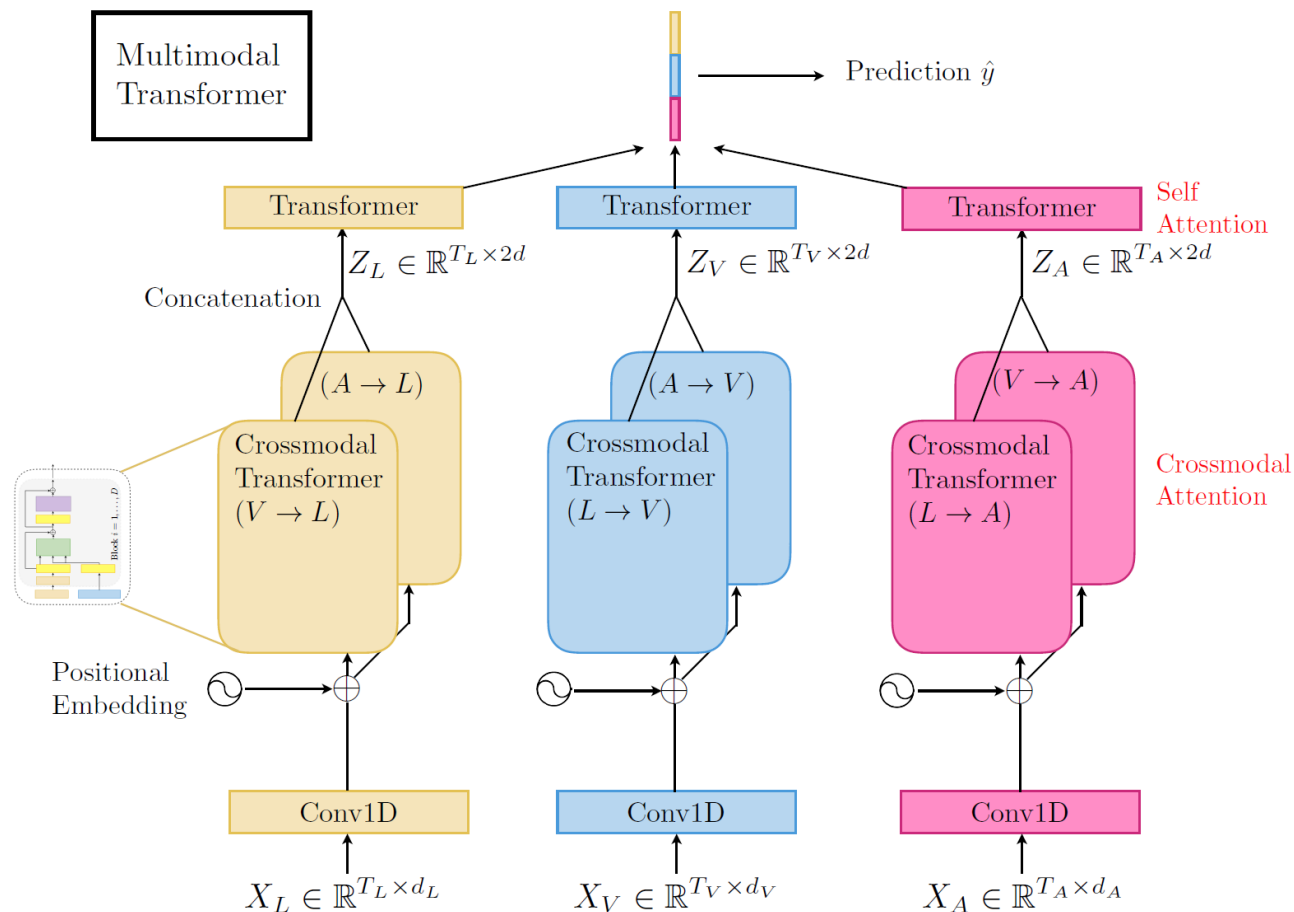 Multimodal
Transformer
Prediction ŷ
Transformer
Transformer
Transformer
Self
Attention
Z_L ∈ ℝ^{T_L × 2d}
Z_V ∈ ℝ^{T_V × 2d}
Z_A ∈ ℝ^{T_A × 2d}
Concatenation
(A → L)
(A → V)
(V → A)
Crossmodal
Transformer
(V → L)
Crossmodal
Transformer
(L → V)
Crossmodal
Transformer
(L → A)
Crossmodal
Attention
Block i = 1, ..., D
Positional
Embedding
Conv1D
Conv1D
Conv1D
X_L ∈ ℝ^{T_L × d_L}
X_V ∈ ℝ^{T_V × d_V}
X_A ∈ ℝ^{T_A × d_A}